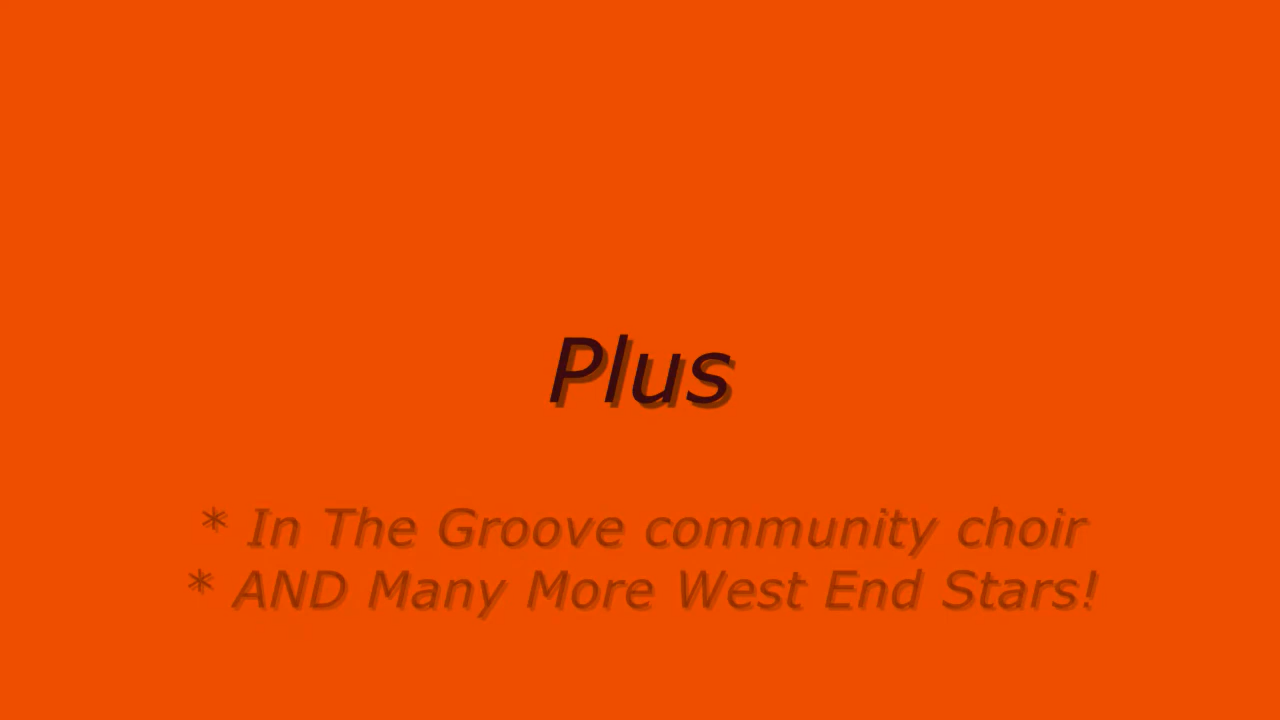 Plus
* In The Groove community choir
* AND Many More West End Stars!